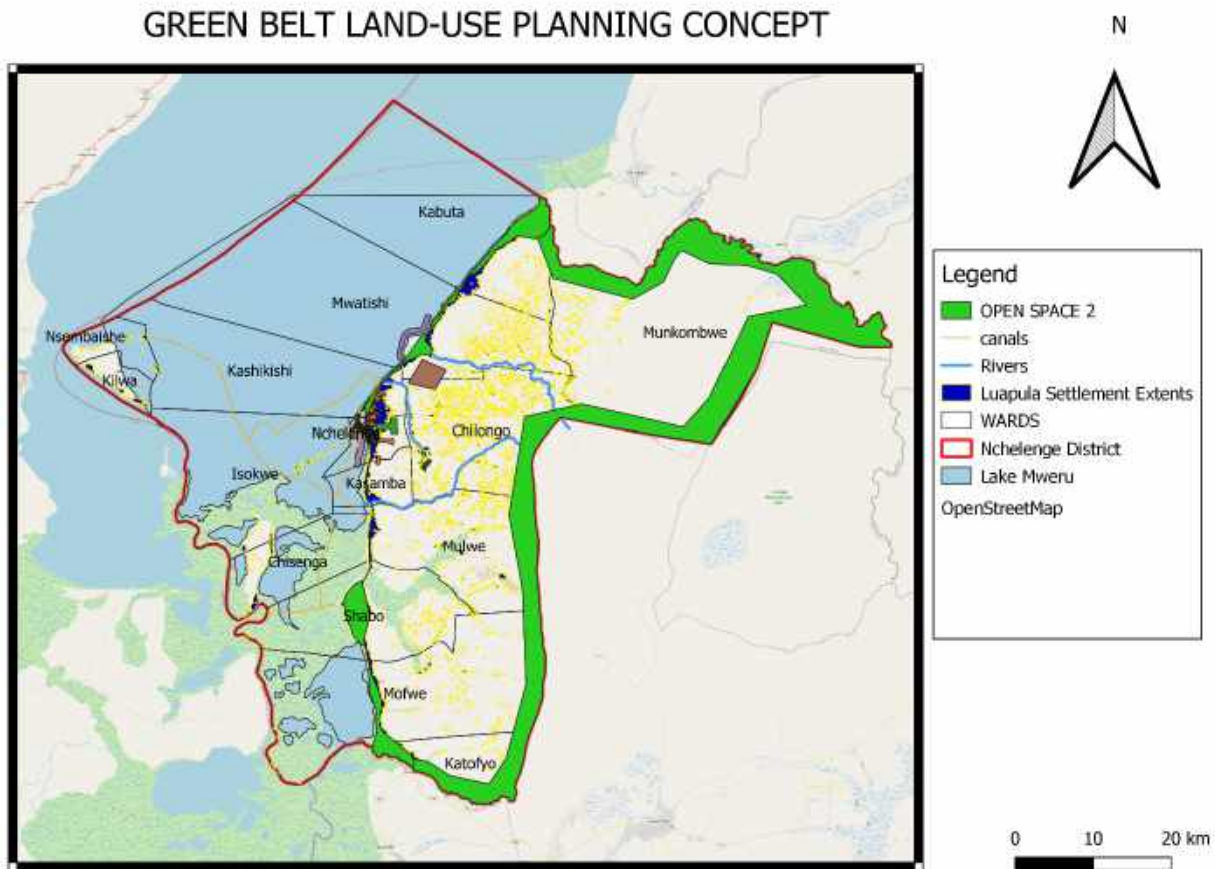 GREEN BELT LAND-USE PLANNING CONCEPT
N
Kabuta
Mwatishi
Munkombwe
Nsembaishe
Kashikishi
Kilwa
Chilongo
Isokwe
Kasamba
Mulwe
Chisenga
Shabo
Mofwe
Katofyo
Legend
OPEN SPACE 2
canals
Rivers
Luapula Settlement Extents
WARDS
Nchelenge District
Lake Mweru
OpenStreetMap
0 10 20 km